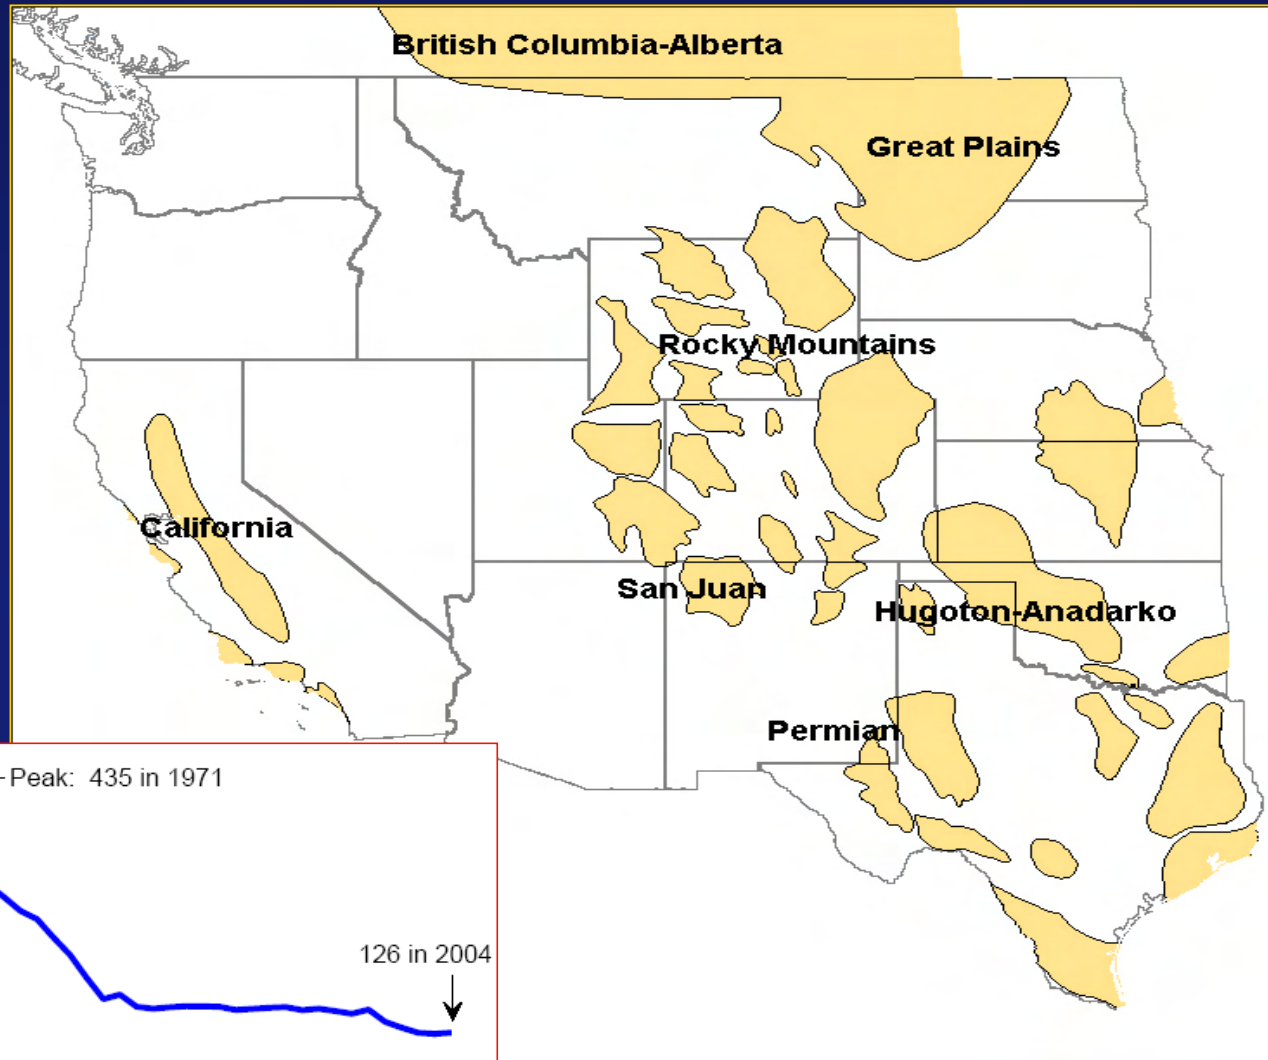 British Columbia-Alberta
Great Plains
Rocky Mountains
California
San Juan
Hugoton-Anadarko
Permian
Peak: 435 in 1971
126 in 2004